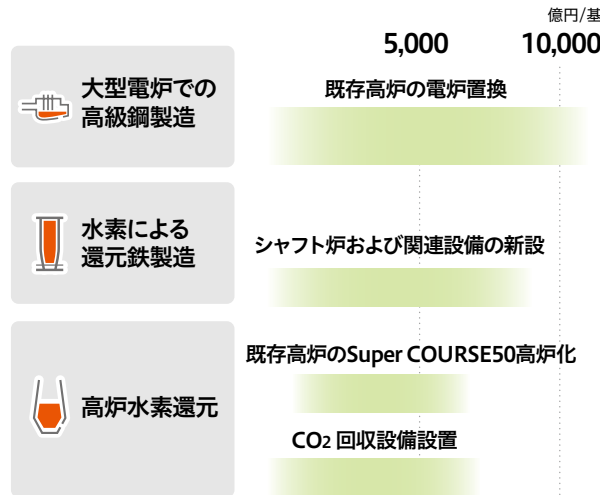 億円/基
5,000 10,000
大型電炉での
高級鋼製造
既存高炉の電炉置換
水素による
還元鉄製造
シャフト炉および関連設備の新設
高炉水素還元
既存高炉のSuper COURSE50高炉化
CO2 回収設備設置